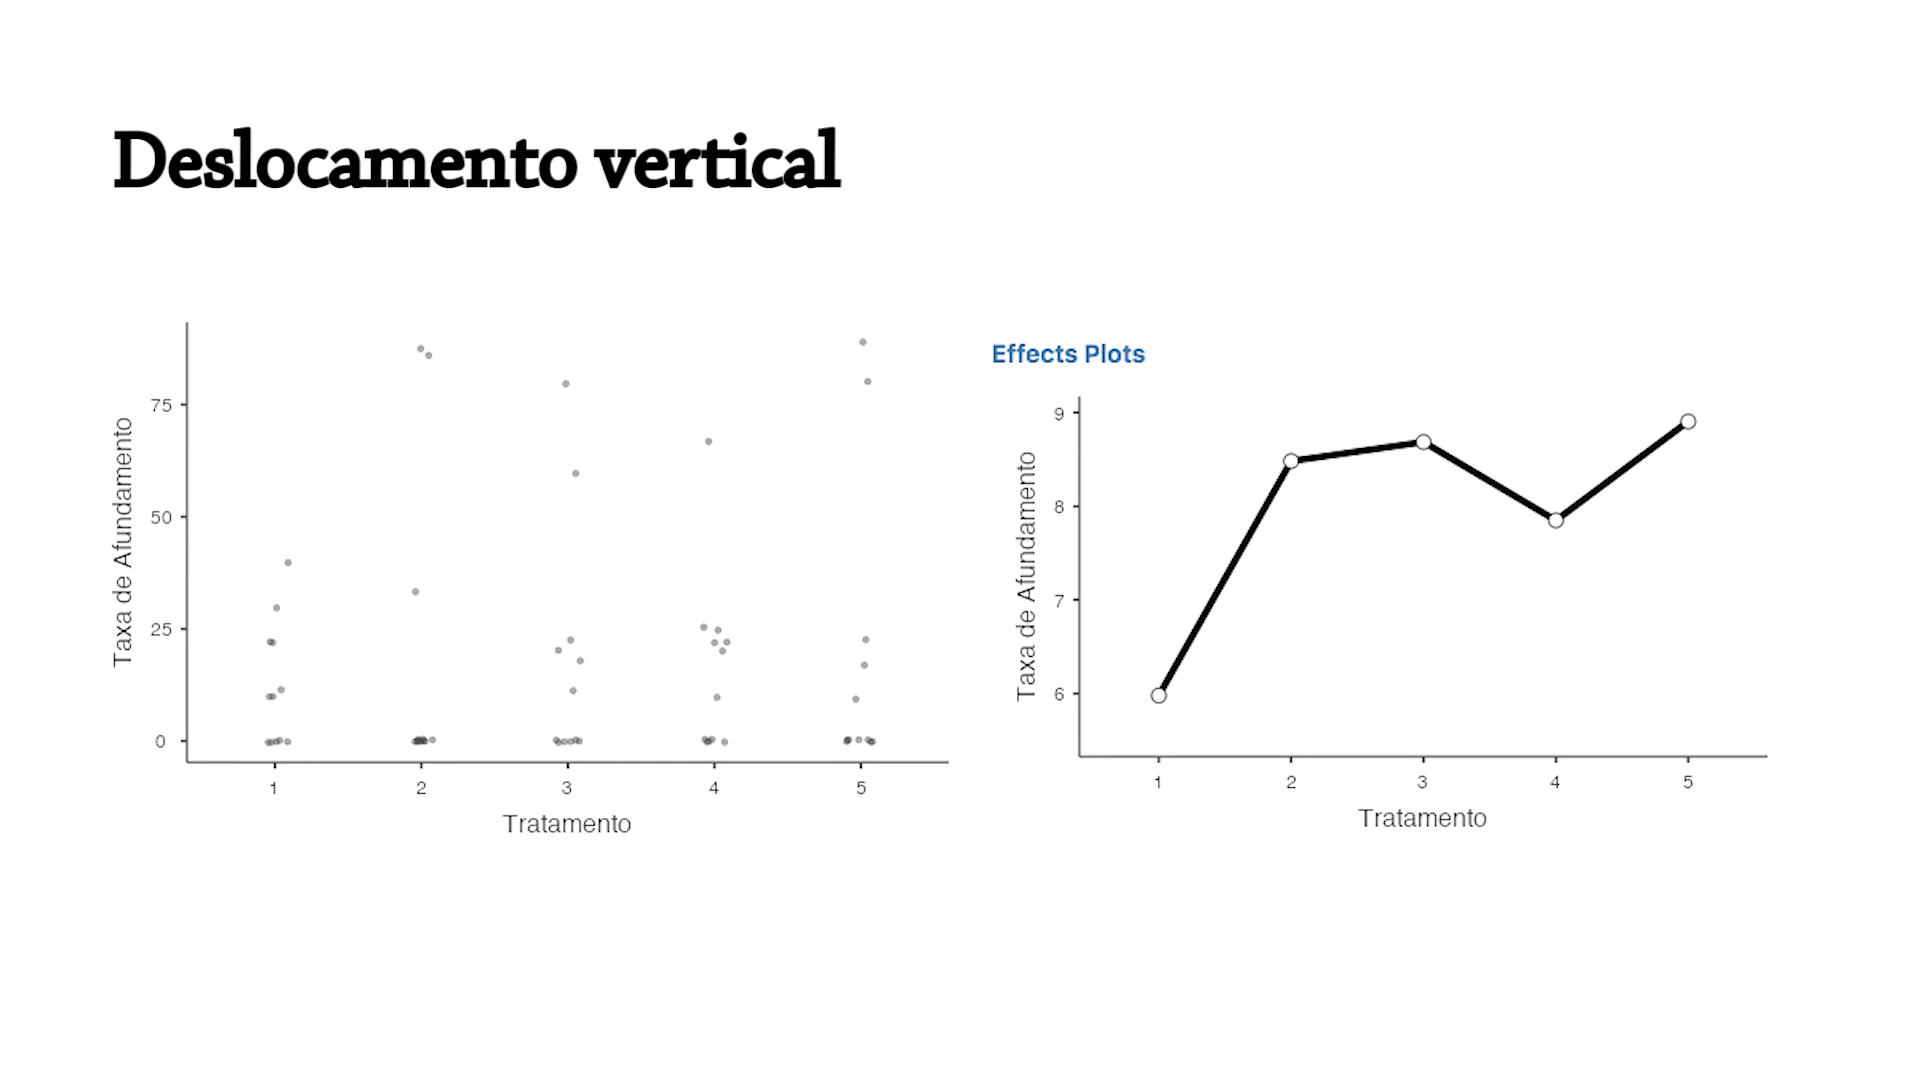 Deslocamento vertical
Taxa de Afundamento
75
50
25
0
1 2 3 4 5
Tratamento
Effects Plots
Taxa de Afundamento
9
8
7
6
1 2 3 4 5
Tratamento